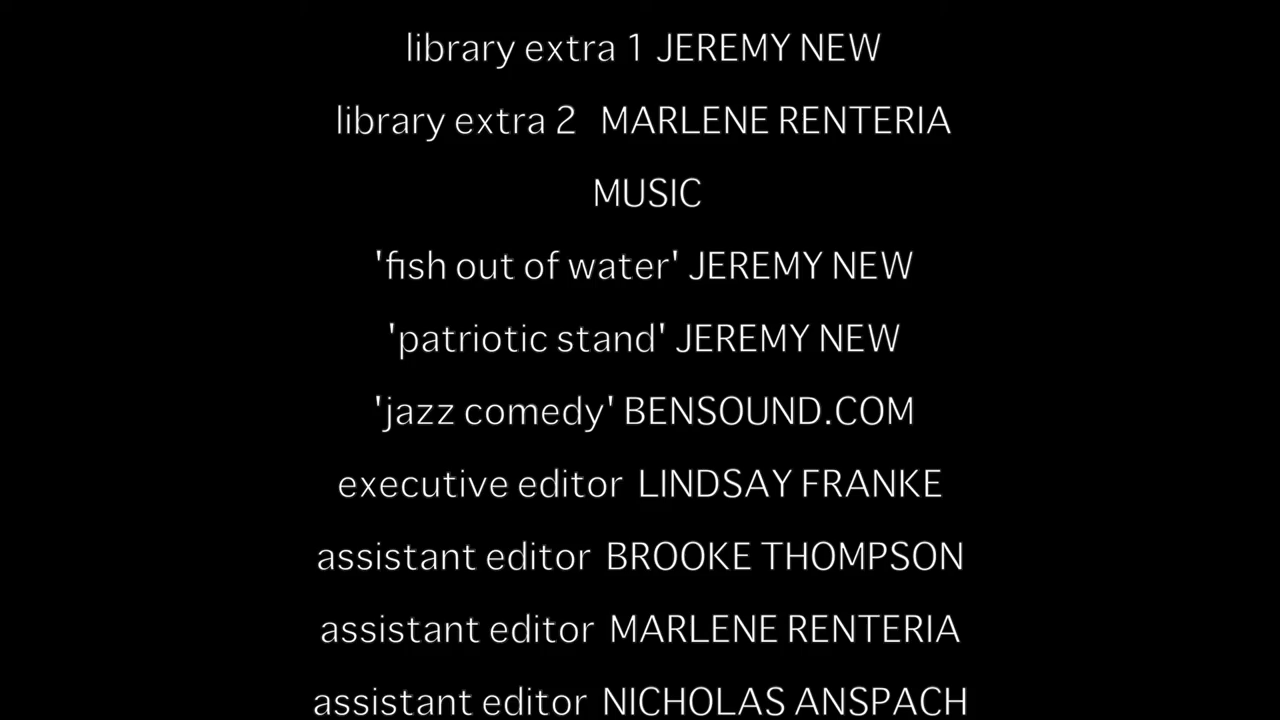 library extra 1 JEREMY NEW
library extra 2 MARLENE RENTERIA
MUSIC
'fish out of water' JEREMY NEW
'patriotic stand' JEREMY NEW
'jazz comedy' BENSOUND.COM
executive editor LINDSAY FRANKE
assistant editor BROOKE THOMPSON
assistant editor MARLENE RENTERIA
assistant editor NICHOLAS ANSPACH